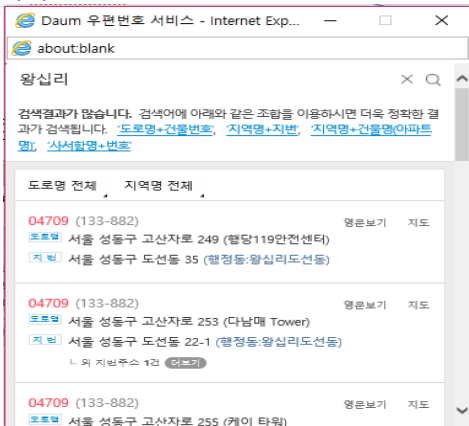 Daum 우편번호 서비스 - Internet Exp...
about:blank
왕십리
검색결과가 많습니다. 검색어에 아래와 같은 조합을 이용하시면 더욱 정확한 결
과가 검색됩니다. '도로명+건물번호', '지역명+지번', '지역명+건물명(아파트
명)', '사서함명+번호'
도로명 전체 지역명 전체
04709 (133-882) 영문보기 지도
도로명 서울 성동구 고산자로 249 (행당119안전센터)
지 번 서울 성동구 도선동 35 (행정동:왕십리도선동)
04709 (133-882) 영문보기 지도
도로명 서울 성동구 고산자로 253 (다남매 Tower)
지 번 서울 성동구 도선동 22-1 (행정동:왕십리도선동)
ㄴ 외 지번주소 1건 더보기
04709 (133-882) 영문보기 지도
도로명 서울 성동구 고산자로 255 (케이 타워)